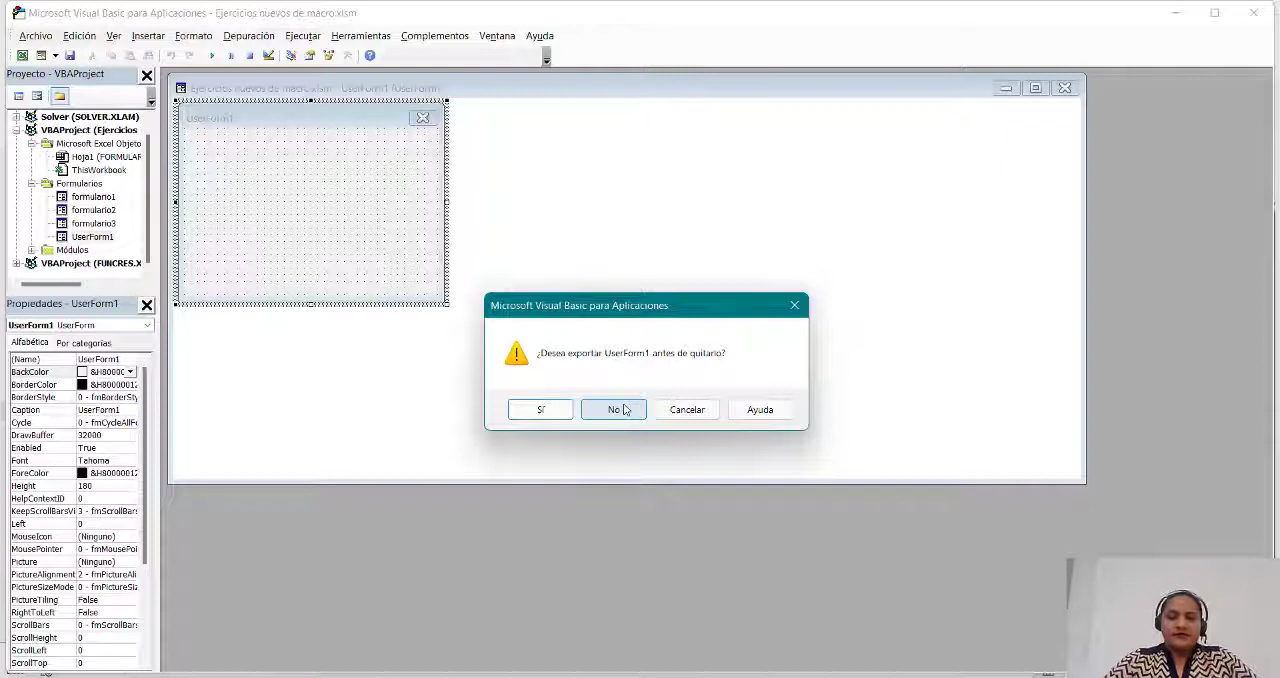 Microsoft Visual Basic para Aplicaciones - Ejercicios nuevos de macro.xlsm
Archivo Edición Ver Insertar Formato Depuración Ejecutar Herramientas Complementos Ventana Ayuda
Proyecto - VBAProject
Solver (SOLVER.XLAM)
VBAProject (Ejercicios
Microsoft Excel Objeto
Hoja1 (FORMULAR
ThisWorkbook
Formularios
formulario1
formulario2
formulario3
UserForm1
Módulos
VBAProject (FUNCRES.X
Propiedades - UserForm1
UserForm1 UserForm
Alfabética Por categorías
(Name) UserForm1
BackColor &H8000C
BorderColor &H80000012
BorderStyle 0 - fmBorderSty
Caption UserForm1
Cycle 0 - fmCycleAllFo
DrawBuffer 32000
Enabled True
Font Tahoma
ForeColor &H80000012
Height 180
HelpContextID 0
KeepScrollBarsVi 3 - fmScrollBars
Left 0
MouseIcon (Ninguno)
MousePointer 0 - fmMousePoi
Picture (Ninguno)
PictureAlignment 2 - fmPictureAli
PictureSizeMode 0 - fmPictureSiz
PictureTiling False
RightToLeft False
ScrollBars 0 - fmScrollBars
ScrollHeight 0
ScrollLeft 0
ScrollTop 0
Ejercicios nuevos de macro.xlsm - UserForm1 (UserForm)
UserForm1
Microsoft Visual Basic para Aplicaciones
¿Desea exportar UserForm1 antes de quitarlo?
Sí No Cancelar Ayuda